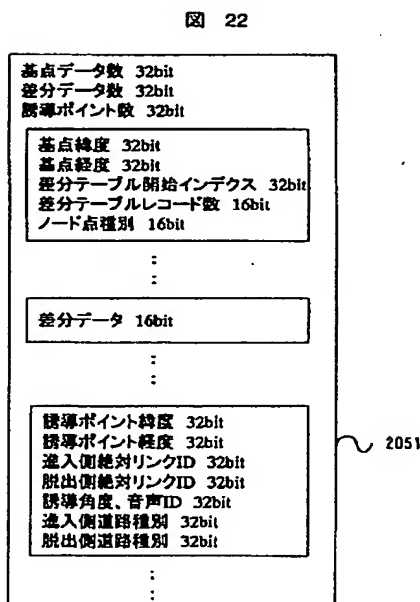 図 22
基点データ数 32bit
差分データ数 32bit
誘導ポイント数 32bit
基点緯度 32bit
基点経度 32bit
差分テーブル開始インデクス 32bit
差分テーブルレコード数 16bit
ノード点種別 16bit
差分データ 16bit
誘導ポイント緯度 32bit
誘導ポイント経度 32bit
進入側絶対リンクID 32bit
脱出側絶対リンクID 32bit
誘導角度、音声ID 32bit
進入側道路種別 32bit
脱出側道路種別 32bit